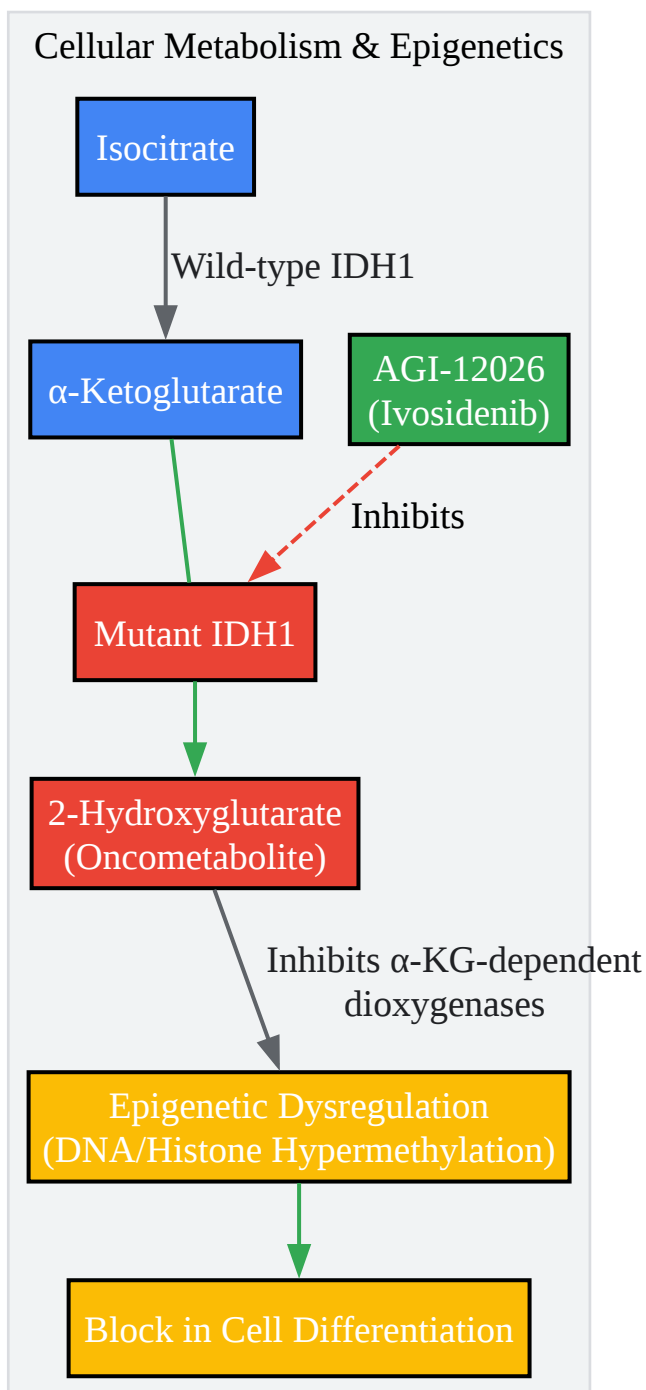 Cellular Metabolism & Epigenetics
Isocitrate
Wild-type IDH1
α-Ketoglutarate
AGI-12026
(Ivosidenib)
Inhibits
Mutant IDH1
2-Hydroxyglutarate
(Oncometabolite)
Inhibits α-KG-dependent
dioxygenases
Epigenetic Dysregulation
(DNA/Histone Hypermethylation)
Block in Cell Differentiation